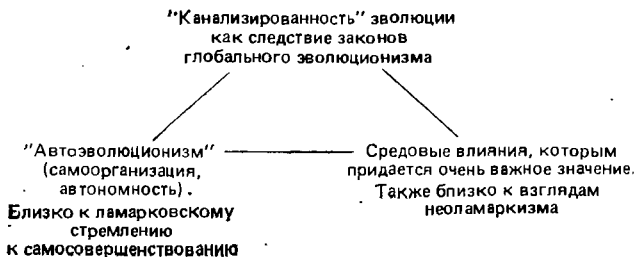 "Канализированность" эволюции
как следствие законов
глобального эволюционизма
"Автоэволюционизм"
(самоорганизация,
автономность).
Близко к ламарковскому
стремлению
к самосовершенствованию
Средовые влияния, которым
придается очень важное значение.
Также близко к взглядам
неоламаркизма